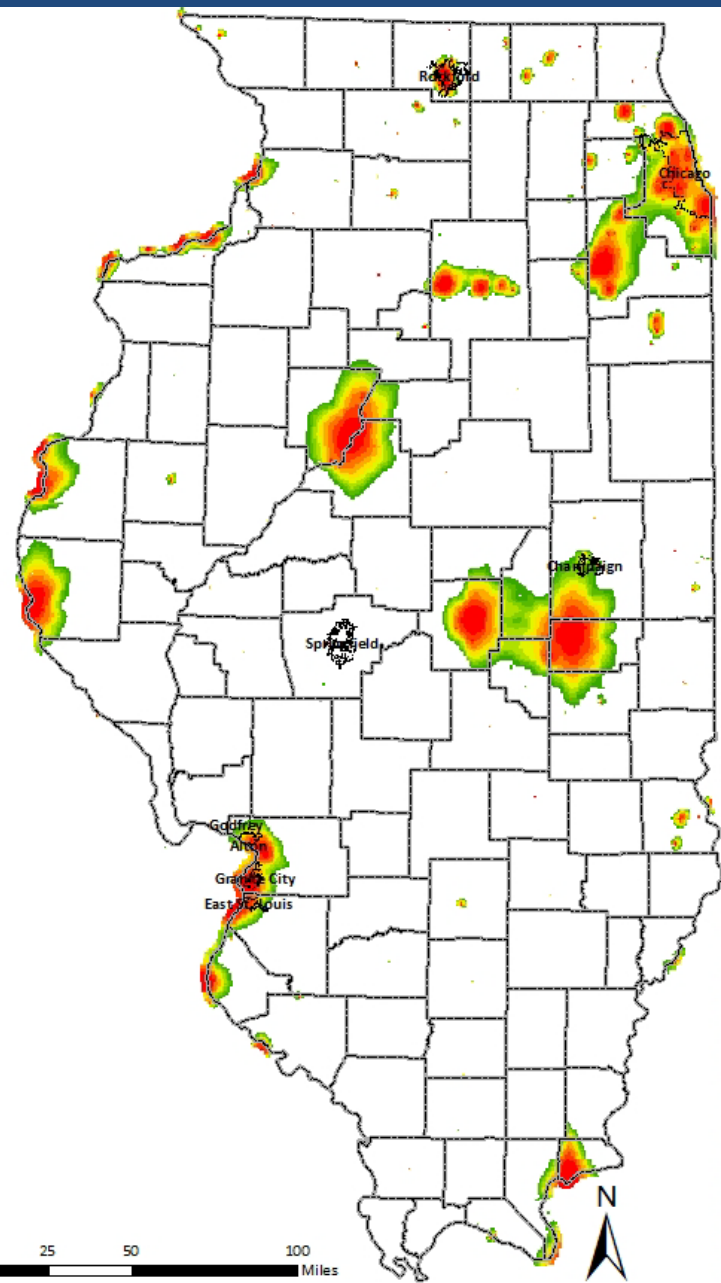 Rockford
Chicago
Champaign
Springfield
Godfrey
Alton
Granite City
East St. Louis
N
25 50 100
Miles